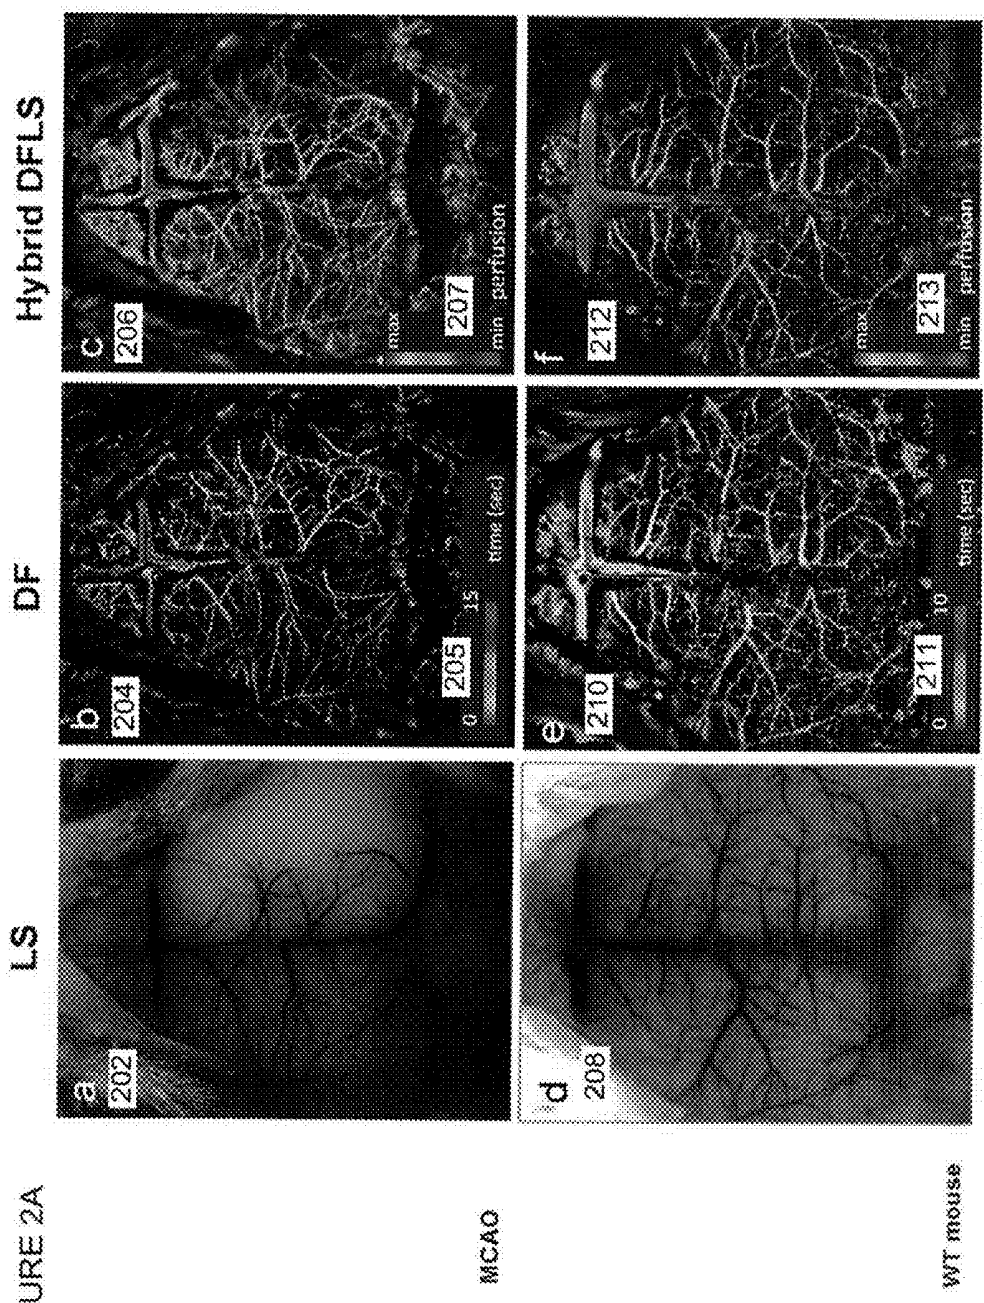 URE 2A
LS
DF
Hybrid DFLS
MCAO
a
202
b
204
205
0
15
time (sec)
c
206
207
max
min
perfusion
WT mouse
d
208
e
210
211
0
10
time (sec)
f
212
213
max
min
perfusion